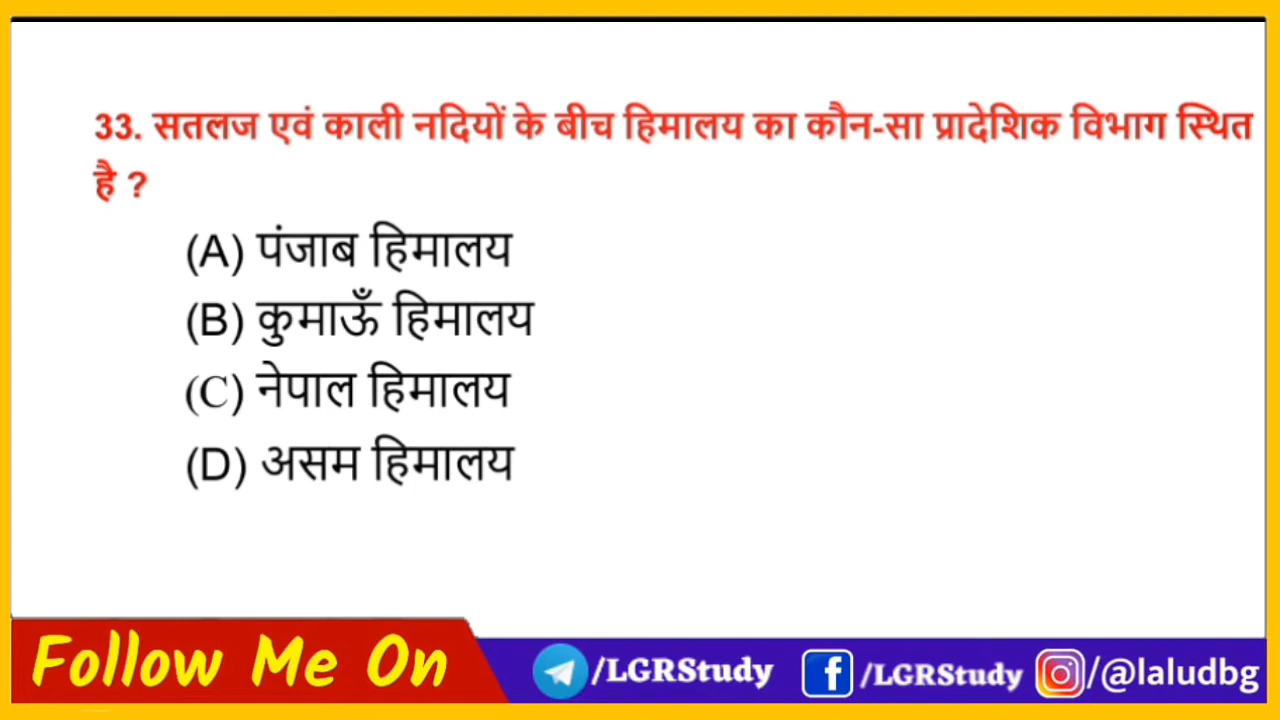 33. सतलज एवं काली नदियों के बीच हिमालय का कौन-सा प्रादेशिक विभाग स्थित
है ?
(A) पंजाब हिमालय
(B) कुमाऊँ हिमालय
(C) नेपाल हिमालय
(D) असम हिमालय
Follow Me On /LGRStudy /LGRStudy /@laludbg